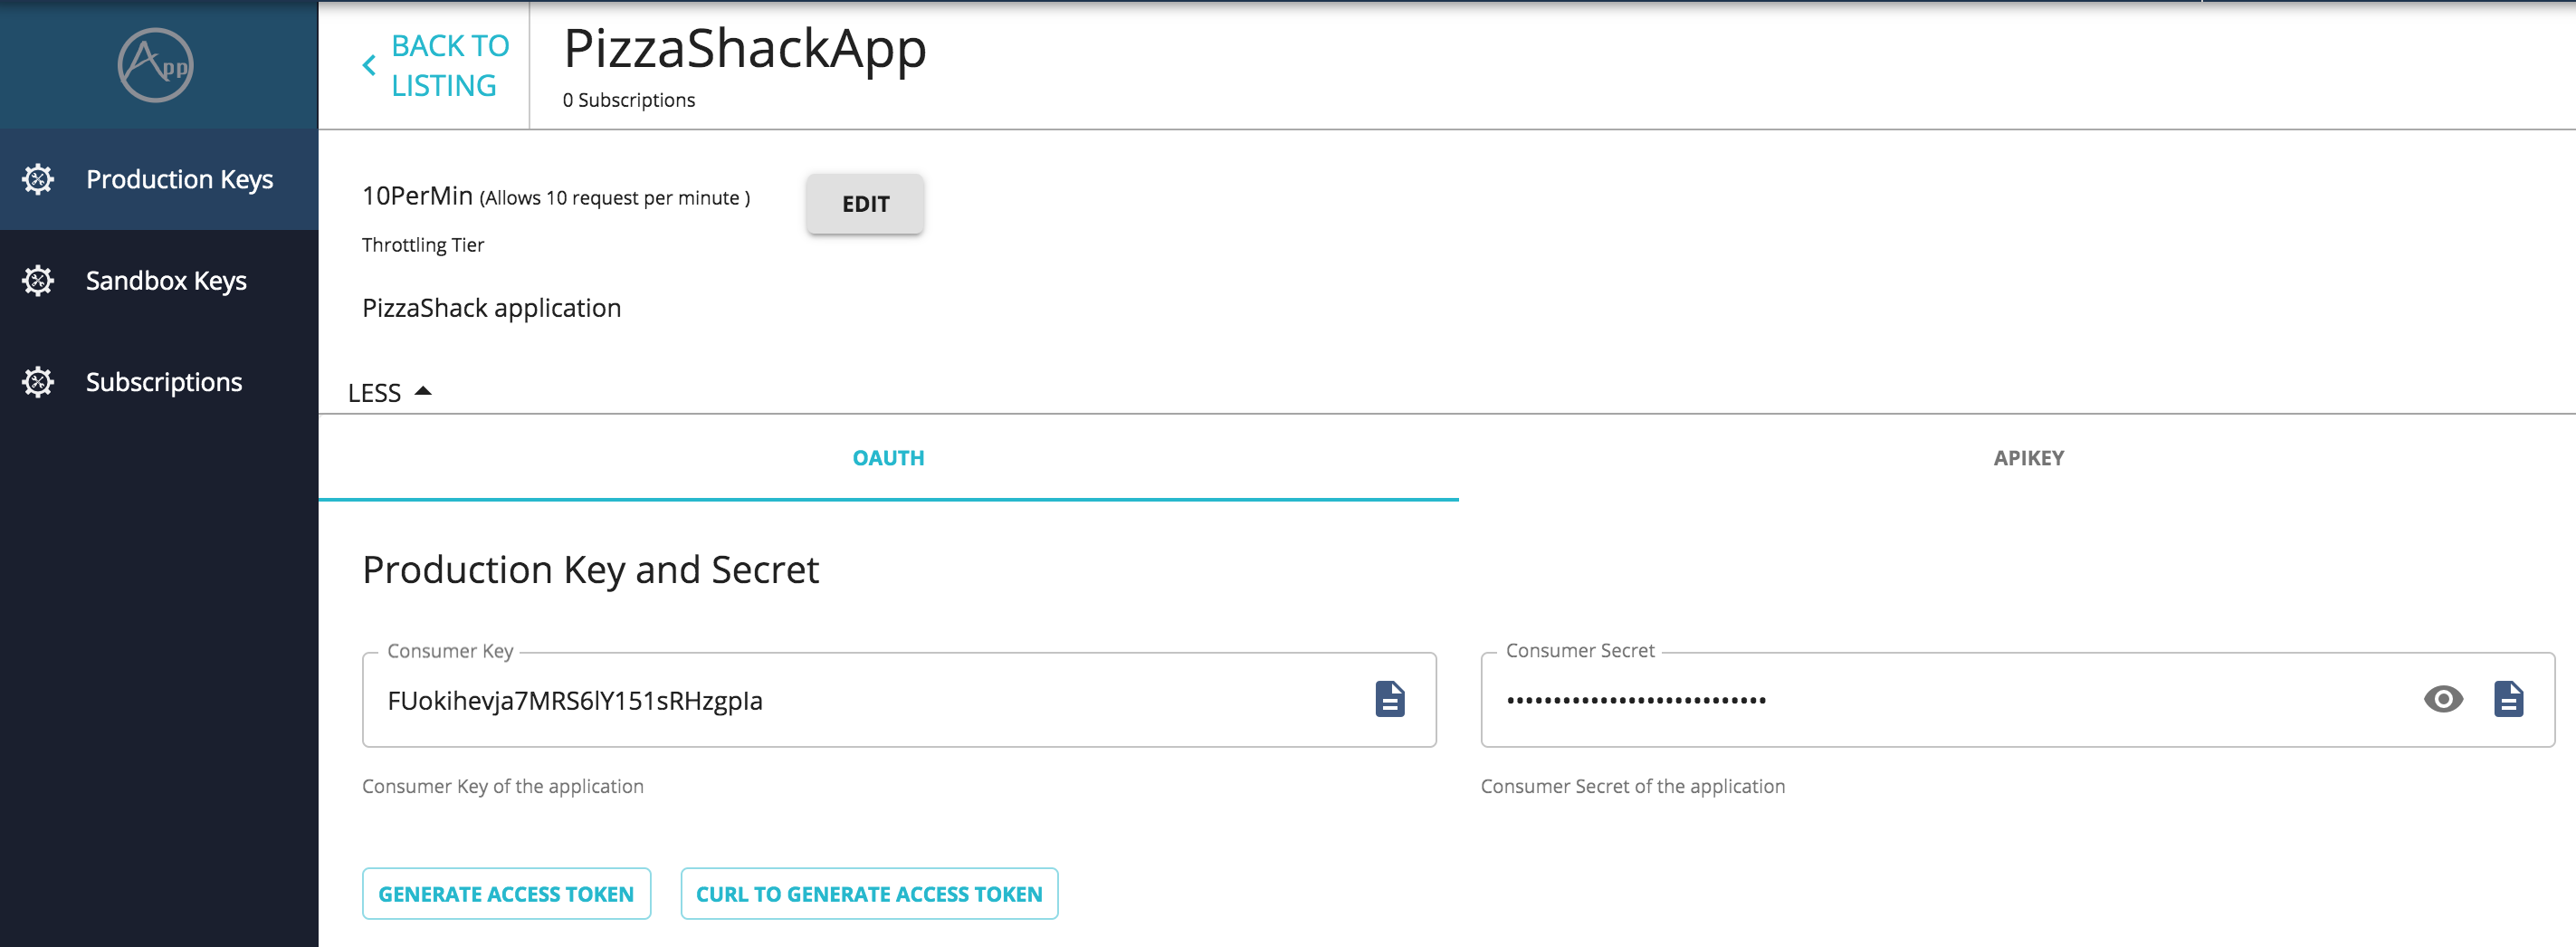 App
Production Keys
Sandbox Keys
Subscriptions
BACK TO
LISTING
PizzaShackApp
0 Subscriptions
10PerMin (Allows 10 request per minute )
EDIT
Throttling Tier
PizzaShack application
LESS
OAUTH
APIKEY
Production Key and Secret
Consumer Key
FUokihevja7MRS6lY151sRHzgpIa
Consumer Key of the application
Consumer Secret
••••••••••••••••••••••••••••
Consumer Secret of the application
GENERATE ACCESS TOKEN
CURL TO GENERATE ACCESS TOKEN